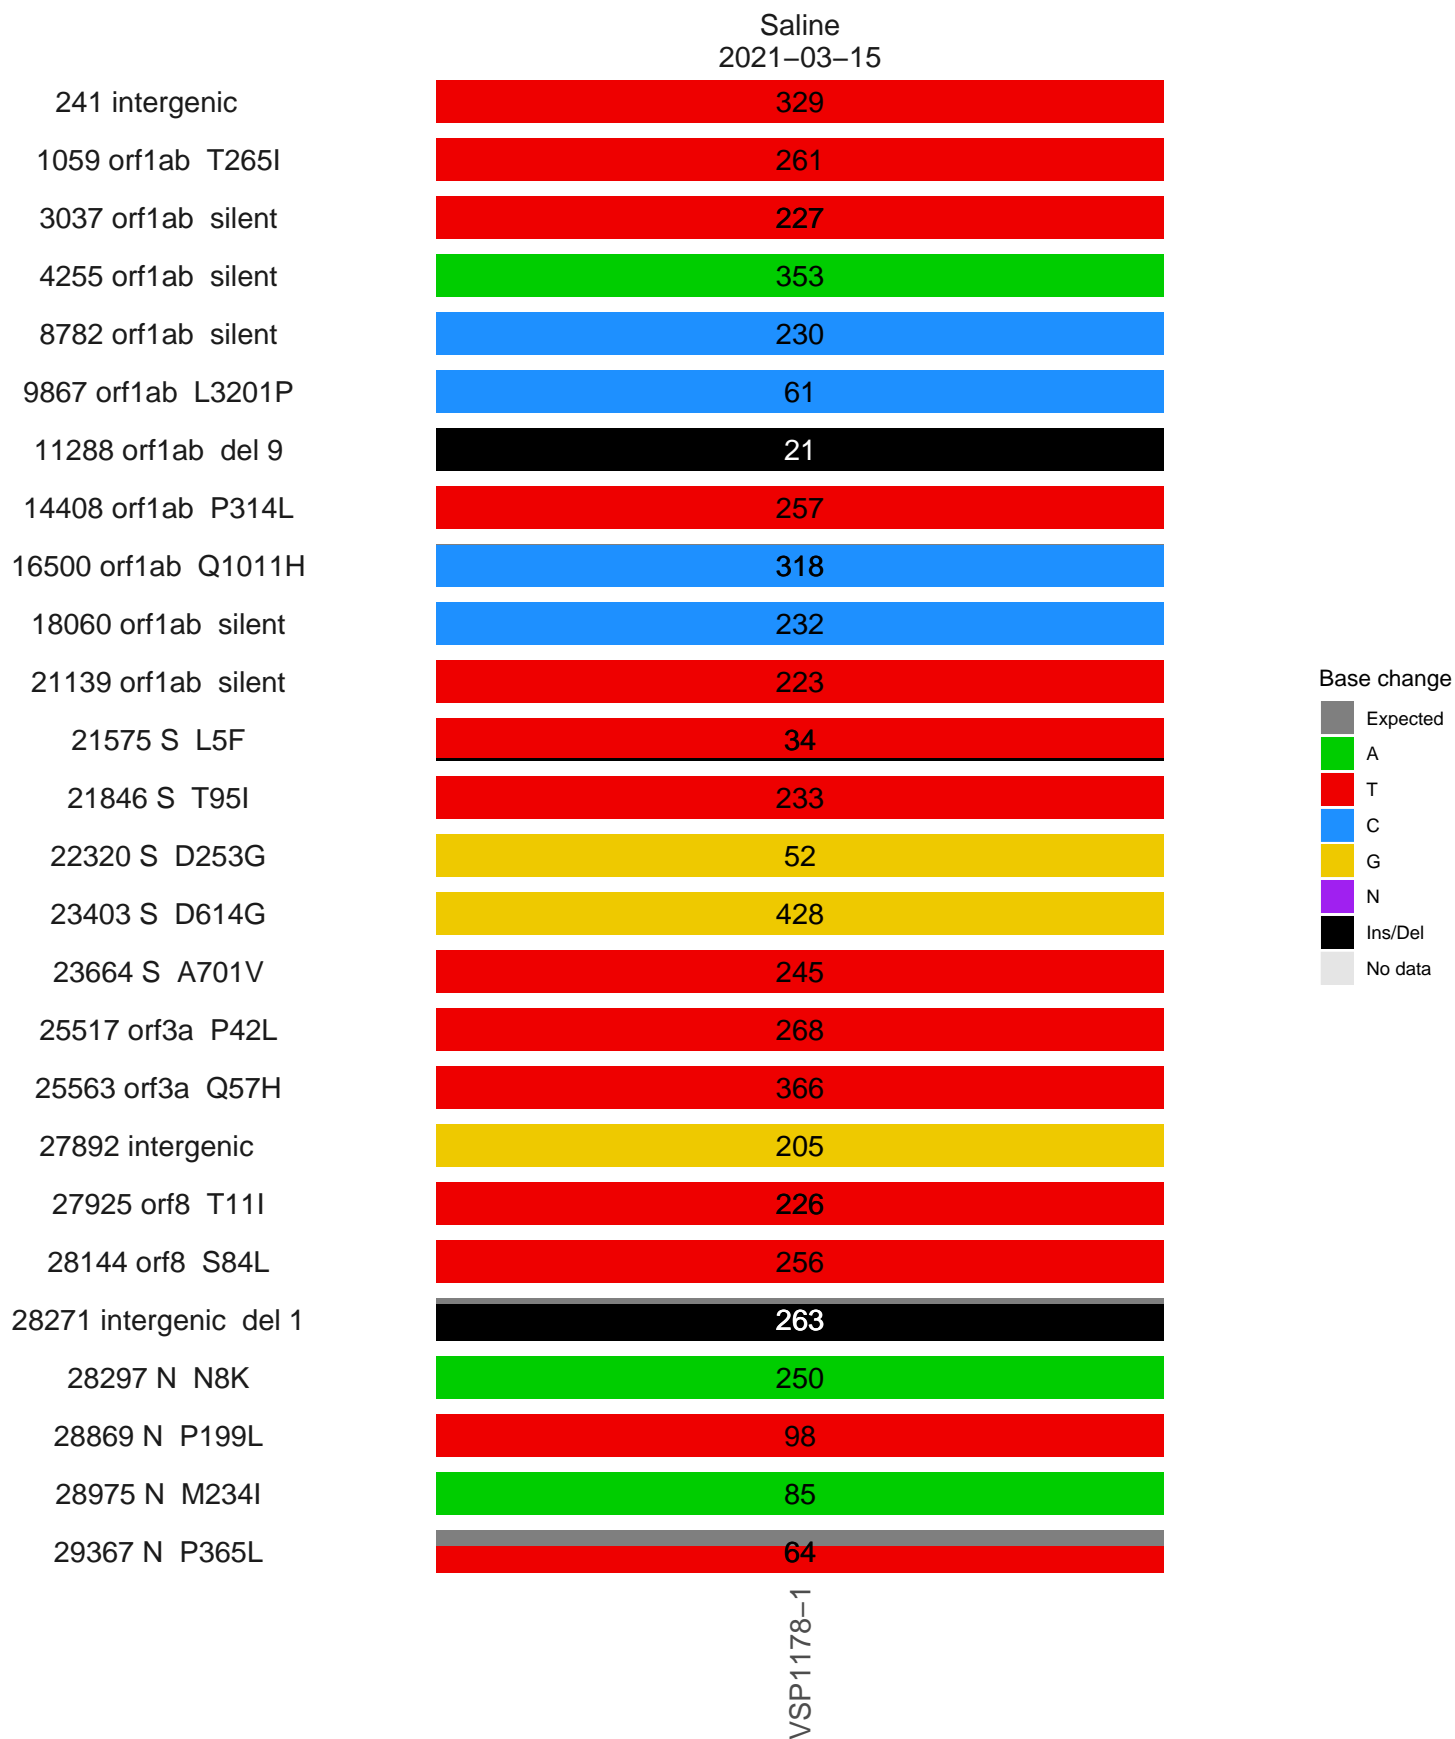 Saline
2021−03−15
241 intergenic 329
1059 orf1ab T265I 261
3037 orf1ab silent 227
4255 orf1ab silent 353
8782 orf1ab silent 230
9867 orf1ab L3201P 61
11288 orf1ab del 9 21
14408 orf1ab P314L 257
16500 orf1ab Q1011H 318
18060 orf1ab silent 232
21139 orf1ab silent 223
21575 S L5F 34
21846 S T95I 233
22320 S D253G 52
23403 S D614G 428
23664 S A701V 245
25517 orf3a P42L 268
25563 orf3a Q57H 366
27892 intergenic 205
27925 orf8 T11I 226
28144 orf8 S84L 256
28271 intergenic del 1 263
28297 N N8K 250
28869 N P199L 98
28975 N M234I 85
29367 N P365L 64
VSP1178−1
Base change
Expected
A
T
C
G
N
Ins/Del
No data